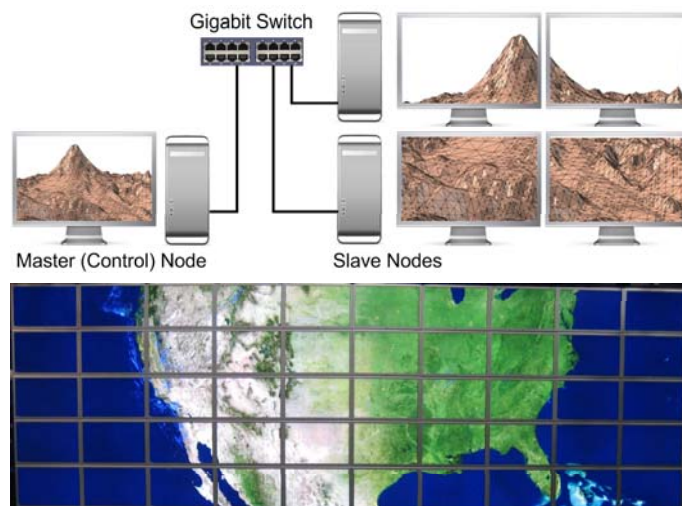 Gigabit Switch
Master (Control) Node
Slave Nodes